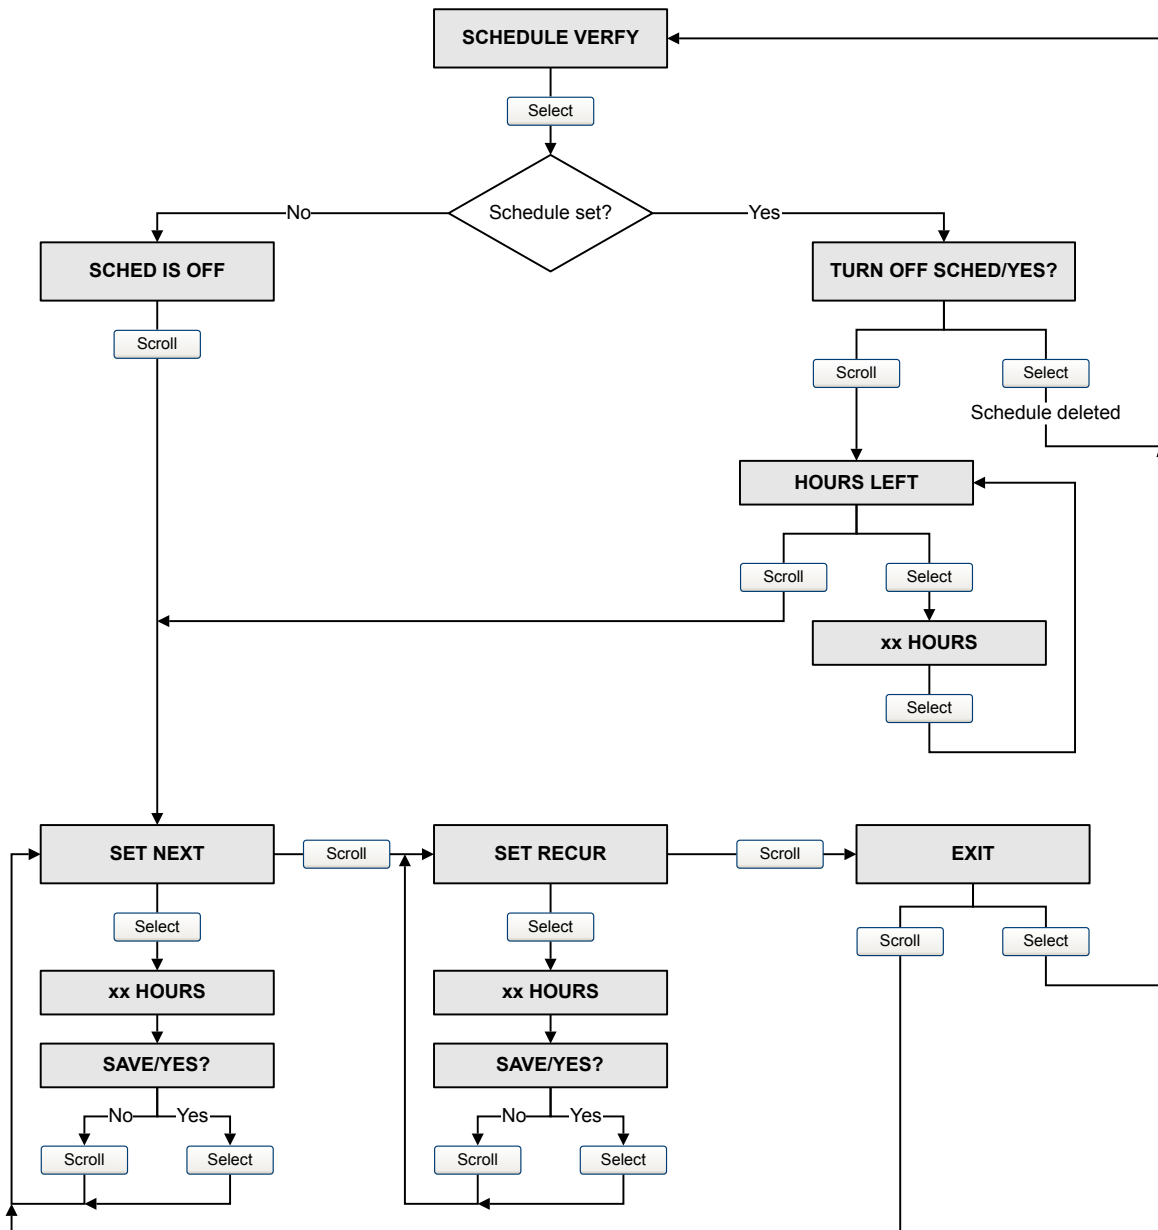 SCHEDULE VERFY
Select
Schedule set?
No
Yes
SCHED IS OFF
TURN OFF SCHED/YES?
Scroll
Scroll
Select
Schedule deleted
HOURS LEFT
Scroll
Select
xx HOURS
Select
SET NEXT
Scroll
SET RECUR
Scroll
EXIT
Select
Select
Scroll
Select
xx HOURS
xx HOURS
SAVE/YES?
SAVE/YES?
No
Yes
No
Yes
Scroll
Select
Scroll
Select